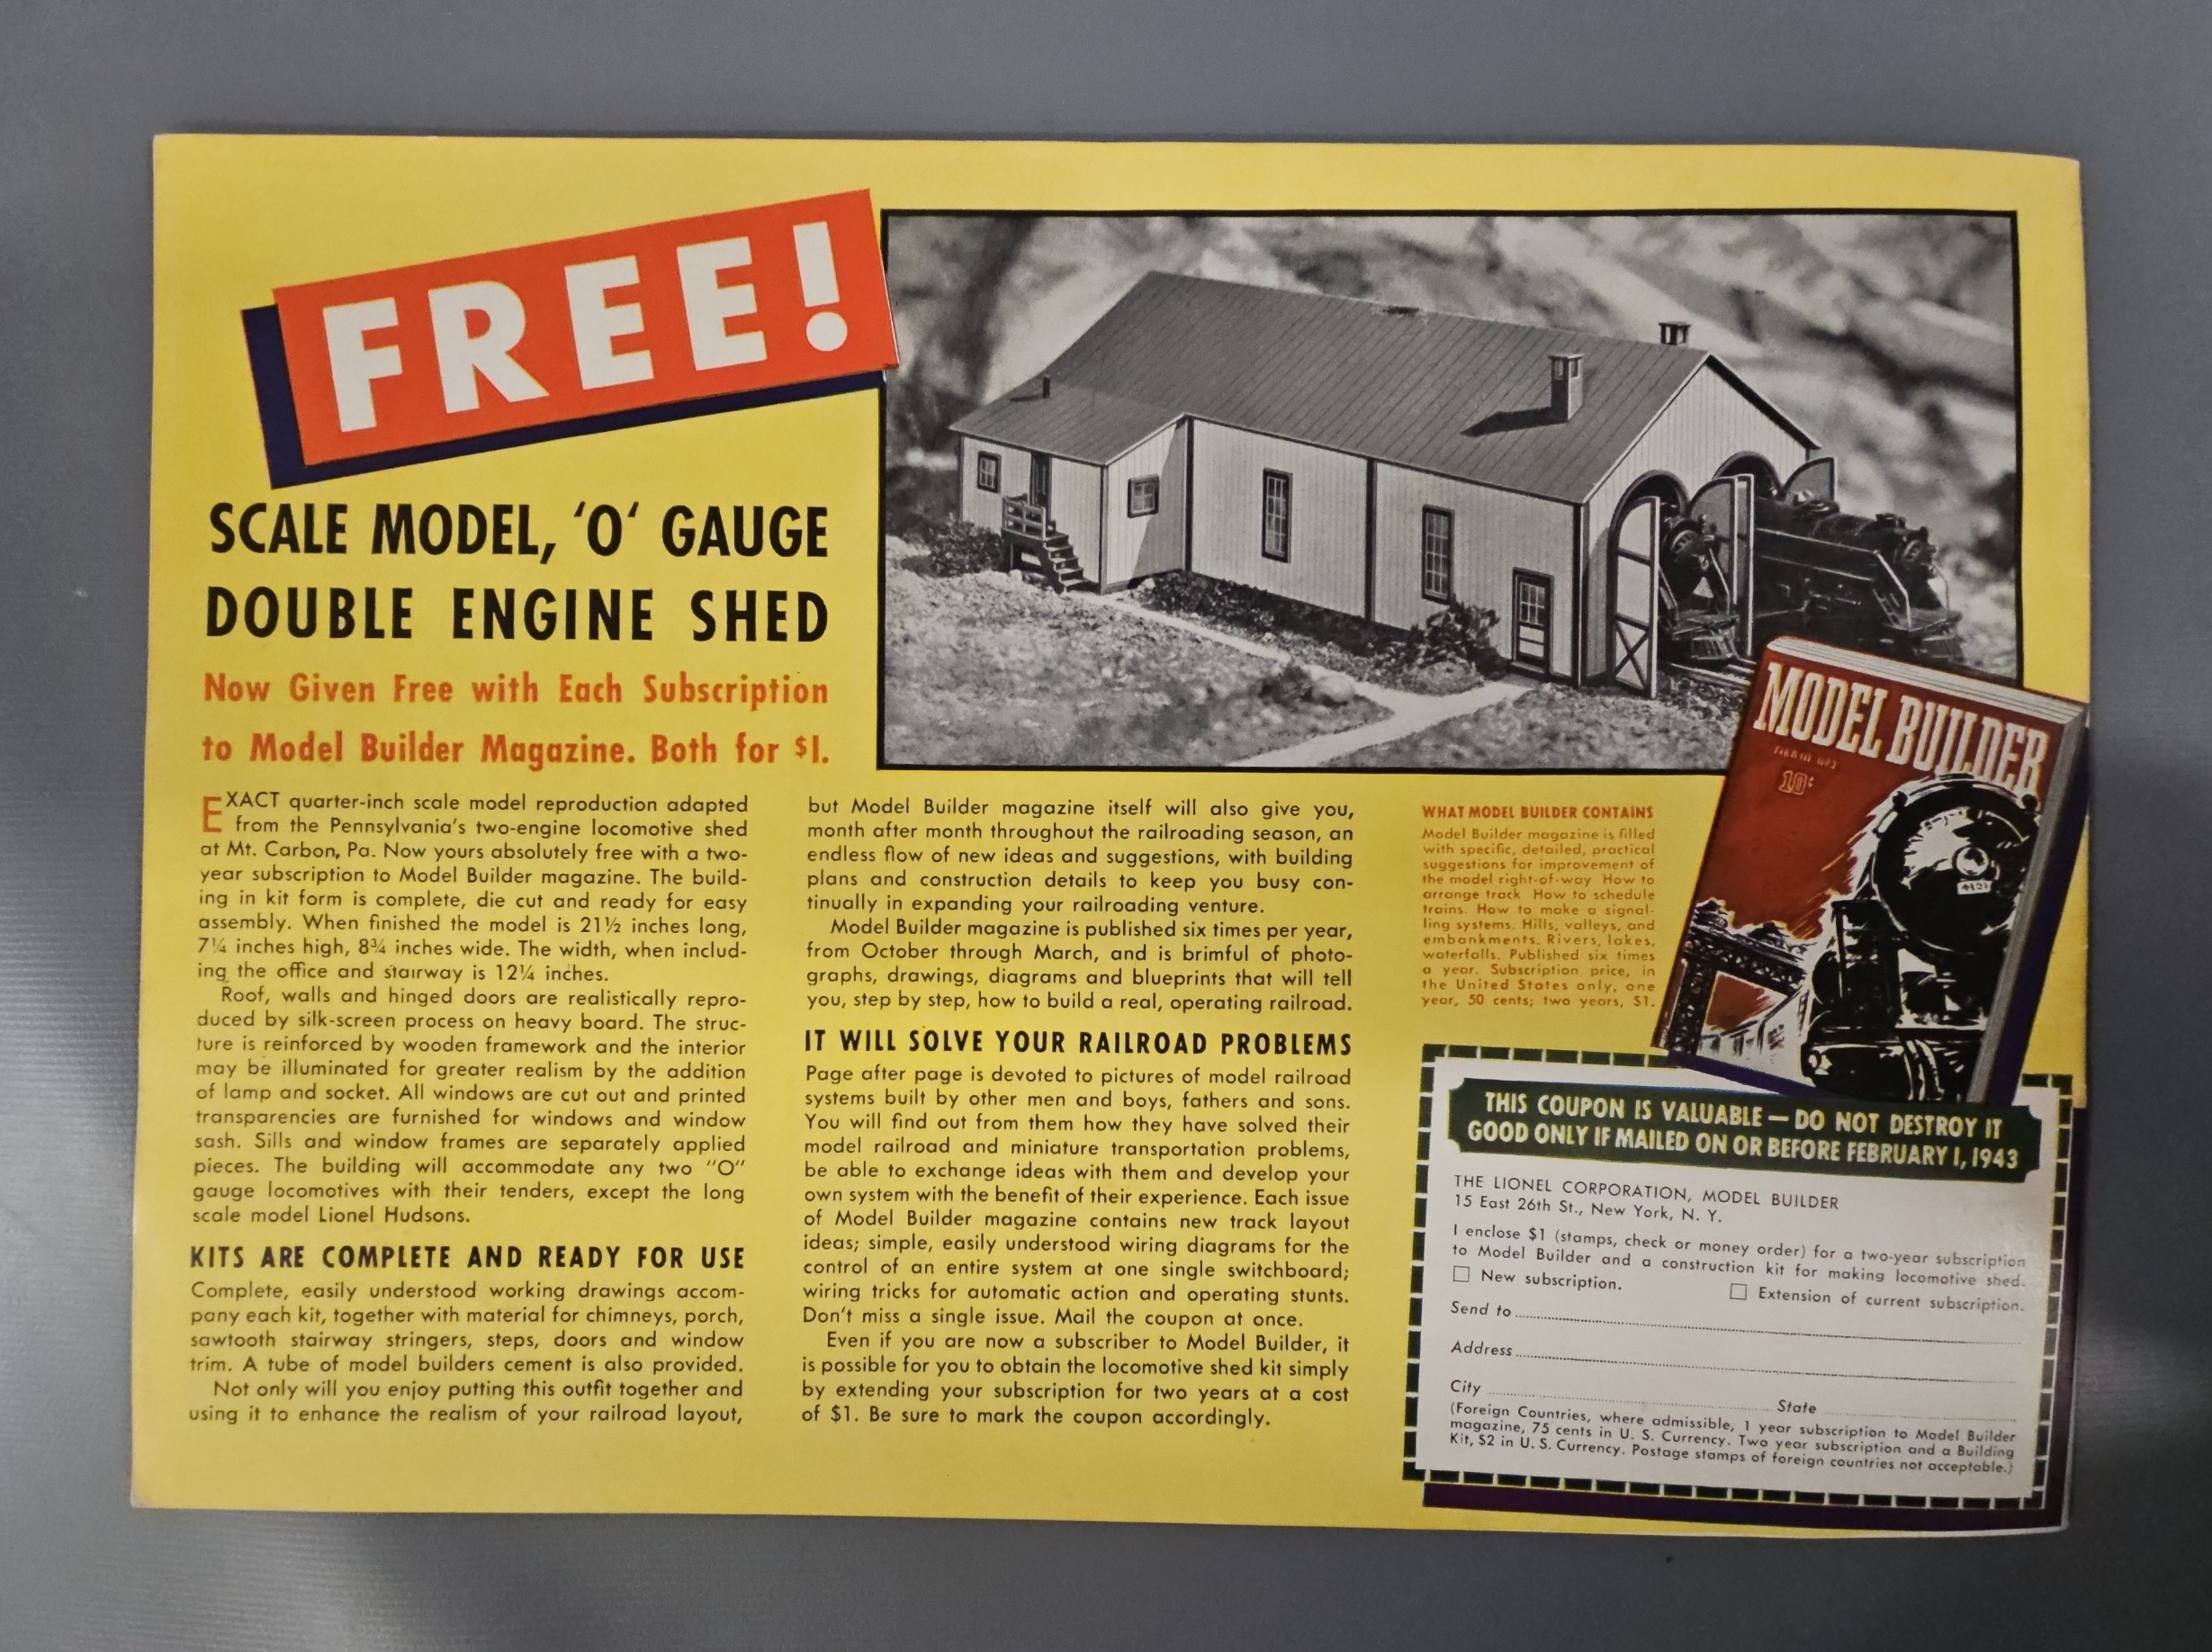 FREE!
SCALE MODEL, 'O' GAUGE
DOUBLE ENGINE SHED
Now Given Free with Each Subscription
to Model Builder Magazine. Both for $1.
EXACT quarter-inch scale model reproduction adapted
from the Pennsylvania's two-engine locomotive shed
at Mt. Carbon, Pa. Now yours absolutely free with a two-
year subscription to Model Builder magazine. The build-
ing in kit form is complete, die cut and ready for easy
assembly. When finished the model is 21½ inches long,
7¼ inches high, 8¾ inches wide. The width, when includ-
ing the office and stairway is 12¼ inches.
Roof, walls and hinged doors are realistically repro-
duced by silk-screen process on heavy board. The struc-
ture is reinforced by wooden framework and the interior
may be illuminated for greater realism by the addition
of lamp and socket. All windows are cut out and printed
transparencies are furnished for windows and window
sash. Sills and window frames are separately applied
pieces. The building will accommodate any two "O"
gauge locomotives with their tenders, except the long
scale model Lionel Hudsons.
KITS ARE COMPLETE AND READY FOR USE
Complete, easily understood working drawings accom-
pany each kit, together with material for chimneys, porch,
sawtooth stairway stringers, steps, doors and window
trim. A tube of model builders cement is also provided.
Not only will you enjoy putting this outfit together and
using it to enhance the realism of your railroad layout,
but Model Builder magazine itself will also give you,
month after month throughout the railroading season, an
endless flow of new ideas and suggestions, with building
plans and construction details to keep you busy con-
tinually in expanding your railroading venture.
Model Builder magazine is published six times per year,
from October through March, and is brimful of photo-
graphs, drawings, diagrams and blueprints that will tell
you, step by step, how to build a real, operating railroad.
IT WILL SOLVE YOUR RAILROAD PROBLEMS
Page after page is devoted to pictures of model railroad
systems built by other men and boys, fathers and sons.
You will find out from them how they have solved their
model railroad and miniature transportation problems,
be able to exchange ideas with them and develop your
own system with the benefit of their experience. Each issue
of Model Builder magazine contains new track layout
ideas; simple, easily understood wiring diagrams for the
control of an entire system at one single switchboard;
wiring tricks for automatic action and operating stunts.
Don't miss a single issue. Mail the coupon at once.
Even if you are now a subscriber to Model Builder, it
is possible for you to obtain the locomotive shed kit simply
by extending your subscription for two years at a cost
of $1. Be sure to mark the coupon accordingly.
WHAT MODEL BUILDER CONTAINS
Model Builder magazine is filled
with specific, detailed, practical
suggestions for improvement of
the model right-of-way How to
arrange track How to schedule
trains. How to make a signal-
ling systems. Hills, valleys, and
embankments. Rivers, lakes,
waterfalls. Published six times
a year. Subscription price, in
the United States only, one
year, 50 cents; two years, $1.
MODEL BUILDER
10¢
THIS COUPON IS VALUABLE — DO NOT DESTROY IT
GOOD ONLY IF MAILED ON OR BEFORE FEBRUARY 1, 1943
THE LIONEL CORPORATION, MODEL BUILDER
15 East 26th St., New York, N. Y.
I enclose $1 (stamps, check or money order) for a two-year subscription
to Model Builder and a construction kit for making locomotive shed.
☐ New subscription. ☐ Extension of current subscription.
Send to
Address
City State
(Foreign Countries, where admissible, 1 year subscription to Model Builder
magazine, 75 cents in U. S. Currency. Two year subscription and a Building
Kit, $2 in U. S. Currency. Postage stamps of foreign countries not acceptable.)